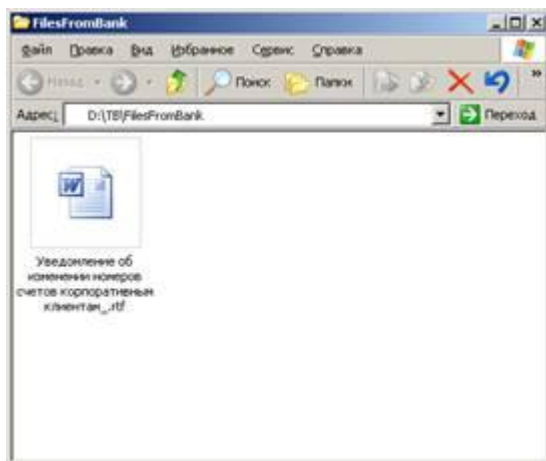 FilesFromBank
Файл Правка Вид Избранное Сервис Справка
Назад Поиск Папки »
Адрес: D:\TB\FilesFromBank Переход
Уведомление об
изменении номеров
счетов корпоративным
клиентам_.rtf